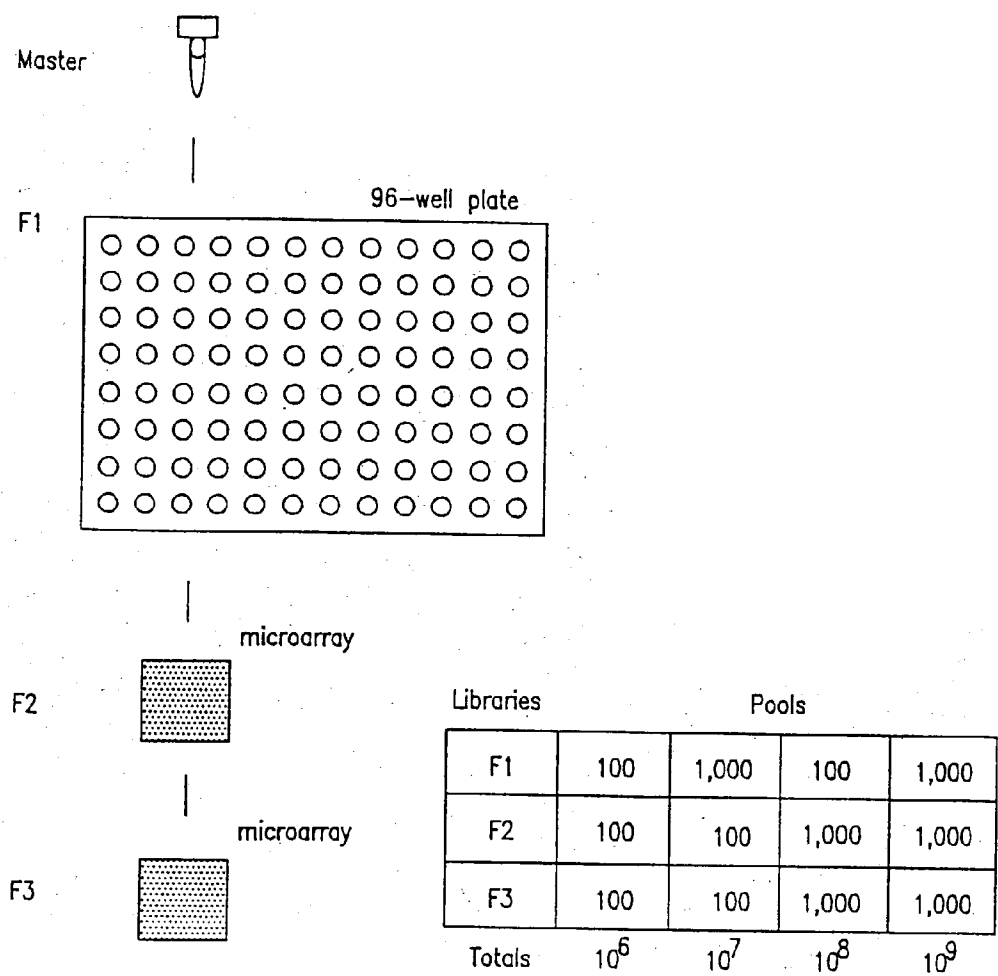 Master
96-well plate
F1
microarray
F2
microarray
F3
Libraries Pools
F1 100 1,000 100 1,000
F2 100 100 1,000 1,000
F3 100 100 1,000 1,000
Totals 10^6 10^7 10^8 10^9